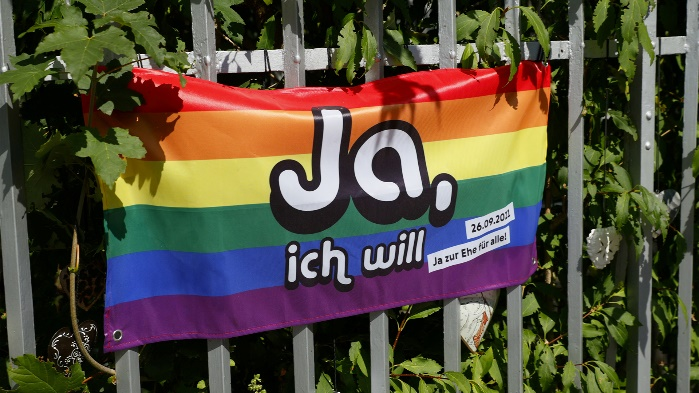 Ja,
ich will
26.09.2021
Ja zur Ehe für alle!